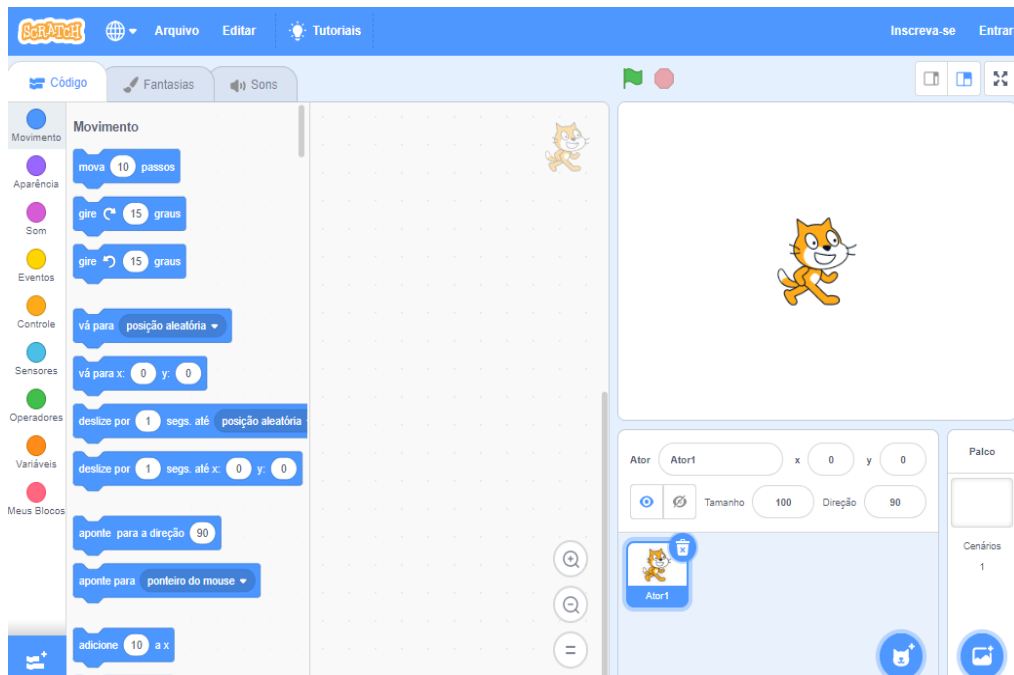 SCRATCH Arquivo Editar Tutoriais Inscreva-se Entrar
Código Fantasias Sons
Movimento
Aparência
Som
Eventos
Controle
Sensores
Operadores
Variáveis
Meus Blocos
Movimento
mova 10 passos
gire 15 graus
gire 15 graus
vá para posição aleatória
vá para x: 0 y: 0
deslize por 1 segs. até posição aleatória
deslize por 1 segs. até x: 0 y: 0
aponte para a direção 90
aponte para ponteiro do mouse
adicione 10 a x
Ator Ator1 x 0 y 0
Tamanho 100 Direção 90
Ator1
Palco
Cenários
1